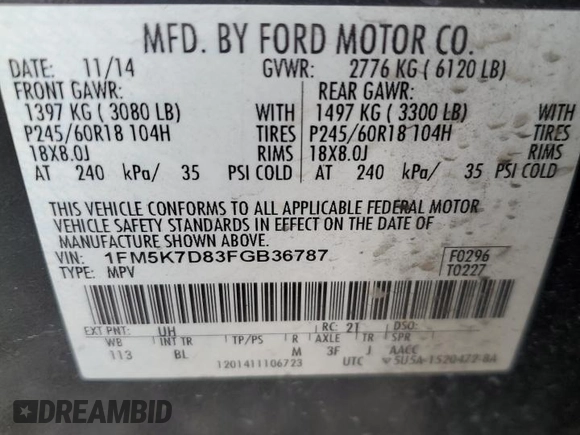 MFD. BY FORD MOTOR CO.
DATE: 11/14 GVWR: 2776 KG ( 6120 LB)
FRONT GAWR: REAR GAWR:
1397 KG ( 3080 LB) WITH 1497 KG ( 3300 LB) WITH
P245/60R18 104H TIRES P245/60R18 104H TIRES
18X8.0J RIMS 18X8.0J RIMS
AT 240 kPa/ 35 PSI COLD AT 240 kPa/ 35 PSI COLD
THIS VEHICLE CONFORMS TO ALL APPLICABLE FEDERAL MOTOR
VEHICLE SAFETY STANDARDS IN EFFECT ON THE DATE OF
MANUFACTURE SHOWN ABOVE.
VIN: 1FM5K7D83FGB36787 F0296
TYPE: MPV T0227
EXT PNT: UH RC: 21 DSO:
WB INT TR TP/PS R AXLE TR SPR
113 BL M 3F J AACC
1201411106723 UTC
DREAMBID